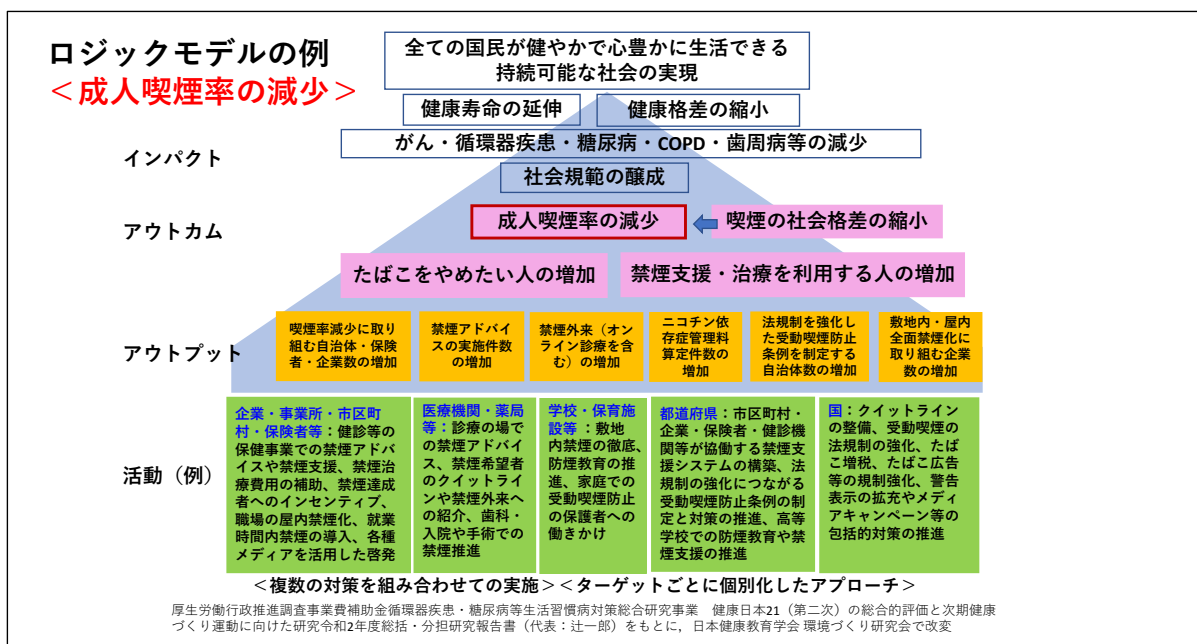 ロジックモデルの例
＜成人喫煙率の減少＞
全ての国民が健やかで心豊かに生活できる
持続可能な社会の実現
健康寿命の延伸
健康格差の縮小
インパクト
がん・循環器疾患・糖尿病・COPD・歯周病等の減少
社会規範の醸成
アウトカム
成人喫煙率の減少
喫煙の社会格差の縮小
たばこをやめたい人の増加
禁煙支援・治療を利用する人の増加
アウトプット
喫煙率減少に取り
組む自治体・保険
者・企業数の増加
禁煙アドバイ
スの実施件数
の増加
禁煙外来（オン
ライン診療を含
む）の増加
ニコチン依
存症管理料
算定件数の
増加
法規制を強化し
た受動喫煙防止
条例を制定する
自治体数の増加
敷地内・屋内
全面禁煙化に
取り組む企業
数の増加
活動（例）
企業・事業所・市区町
村・保険者等：健診等の
保健事業での禁煙アドバ
イスや禁煙支援、禁煙治
療費用の補助、禁煙達成
者へのインセンティブ、
職場の屋内禁煙化、就業
時間内禁煙の導入、各種
メディアを活用した啓発
医療機関・薬局
等：診療の場
での禁煙アド
バイス、禁煙希望者
のクイットライ
ンや禁煙外来へ
の紹介、歯科・
入院や手術での
禁煙推進
学校・保育施
設等：敷地
内禁煙の徹底、
防煙教育の推
進、家庭での
受動喫煙防止
の保護者への
働きかけ
都道府県：市区町村・
企業・保険者・健診機
関等が協働する禁煙支
援システムの構築、法
規制の強化につながる
受動喫煙防止条例の制
定と対策の推進、高等
学校での防煙教育や禁
煙支援の推進
国：クイットライン
の整備、受動喫煙の
法規制の強化、たば
こ増税、たばこ広告
等の規制強化、警告
表示の拡充やメディ
アキャンペーン等の
包括的対策の推進
＜複数の対策を組み合わせての実施＞＜ターゲットごとに個別化したアプローチ＞
厚生労働行政推進調査事業費補助金循環器疾患・糖尿病等生活習慣病対策総合研究事業　健康日本21（第二次）の総合的評価と次期健康
づくり運動に向けた研究令和2年度総括・分担研究報告書（代表：辻一郎）をもとに，日本健康教育学会 環境づくり研究会で改変